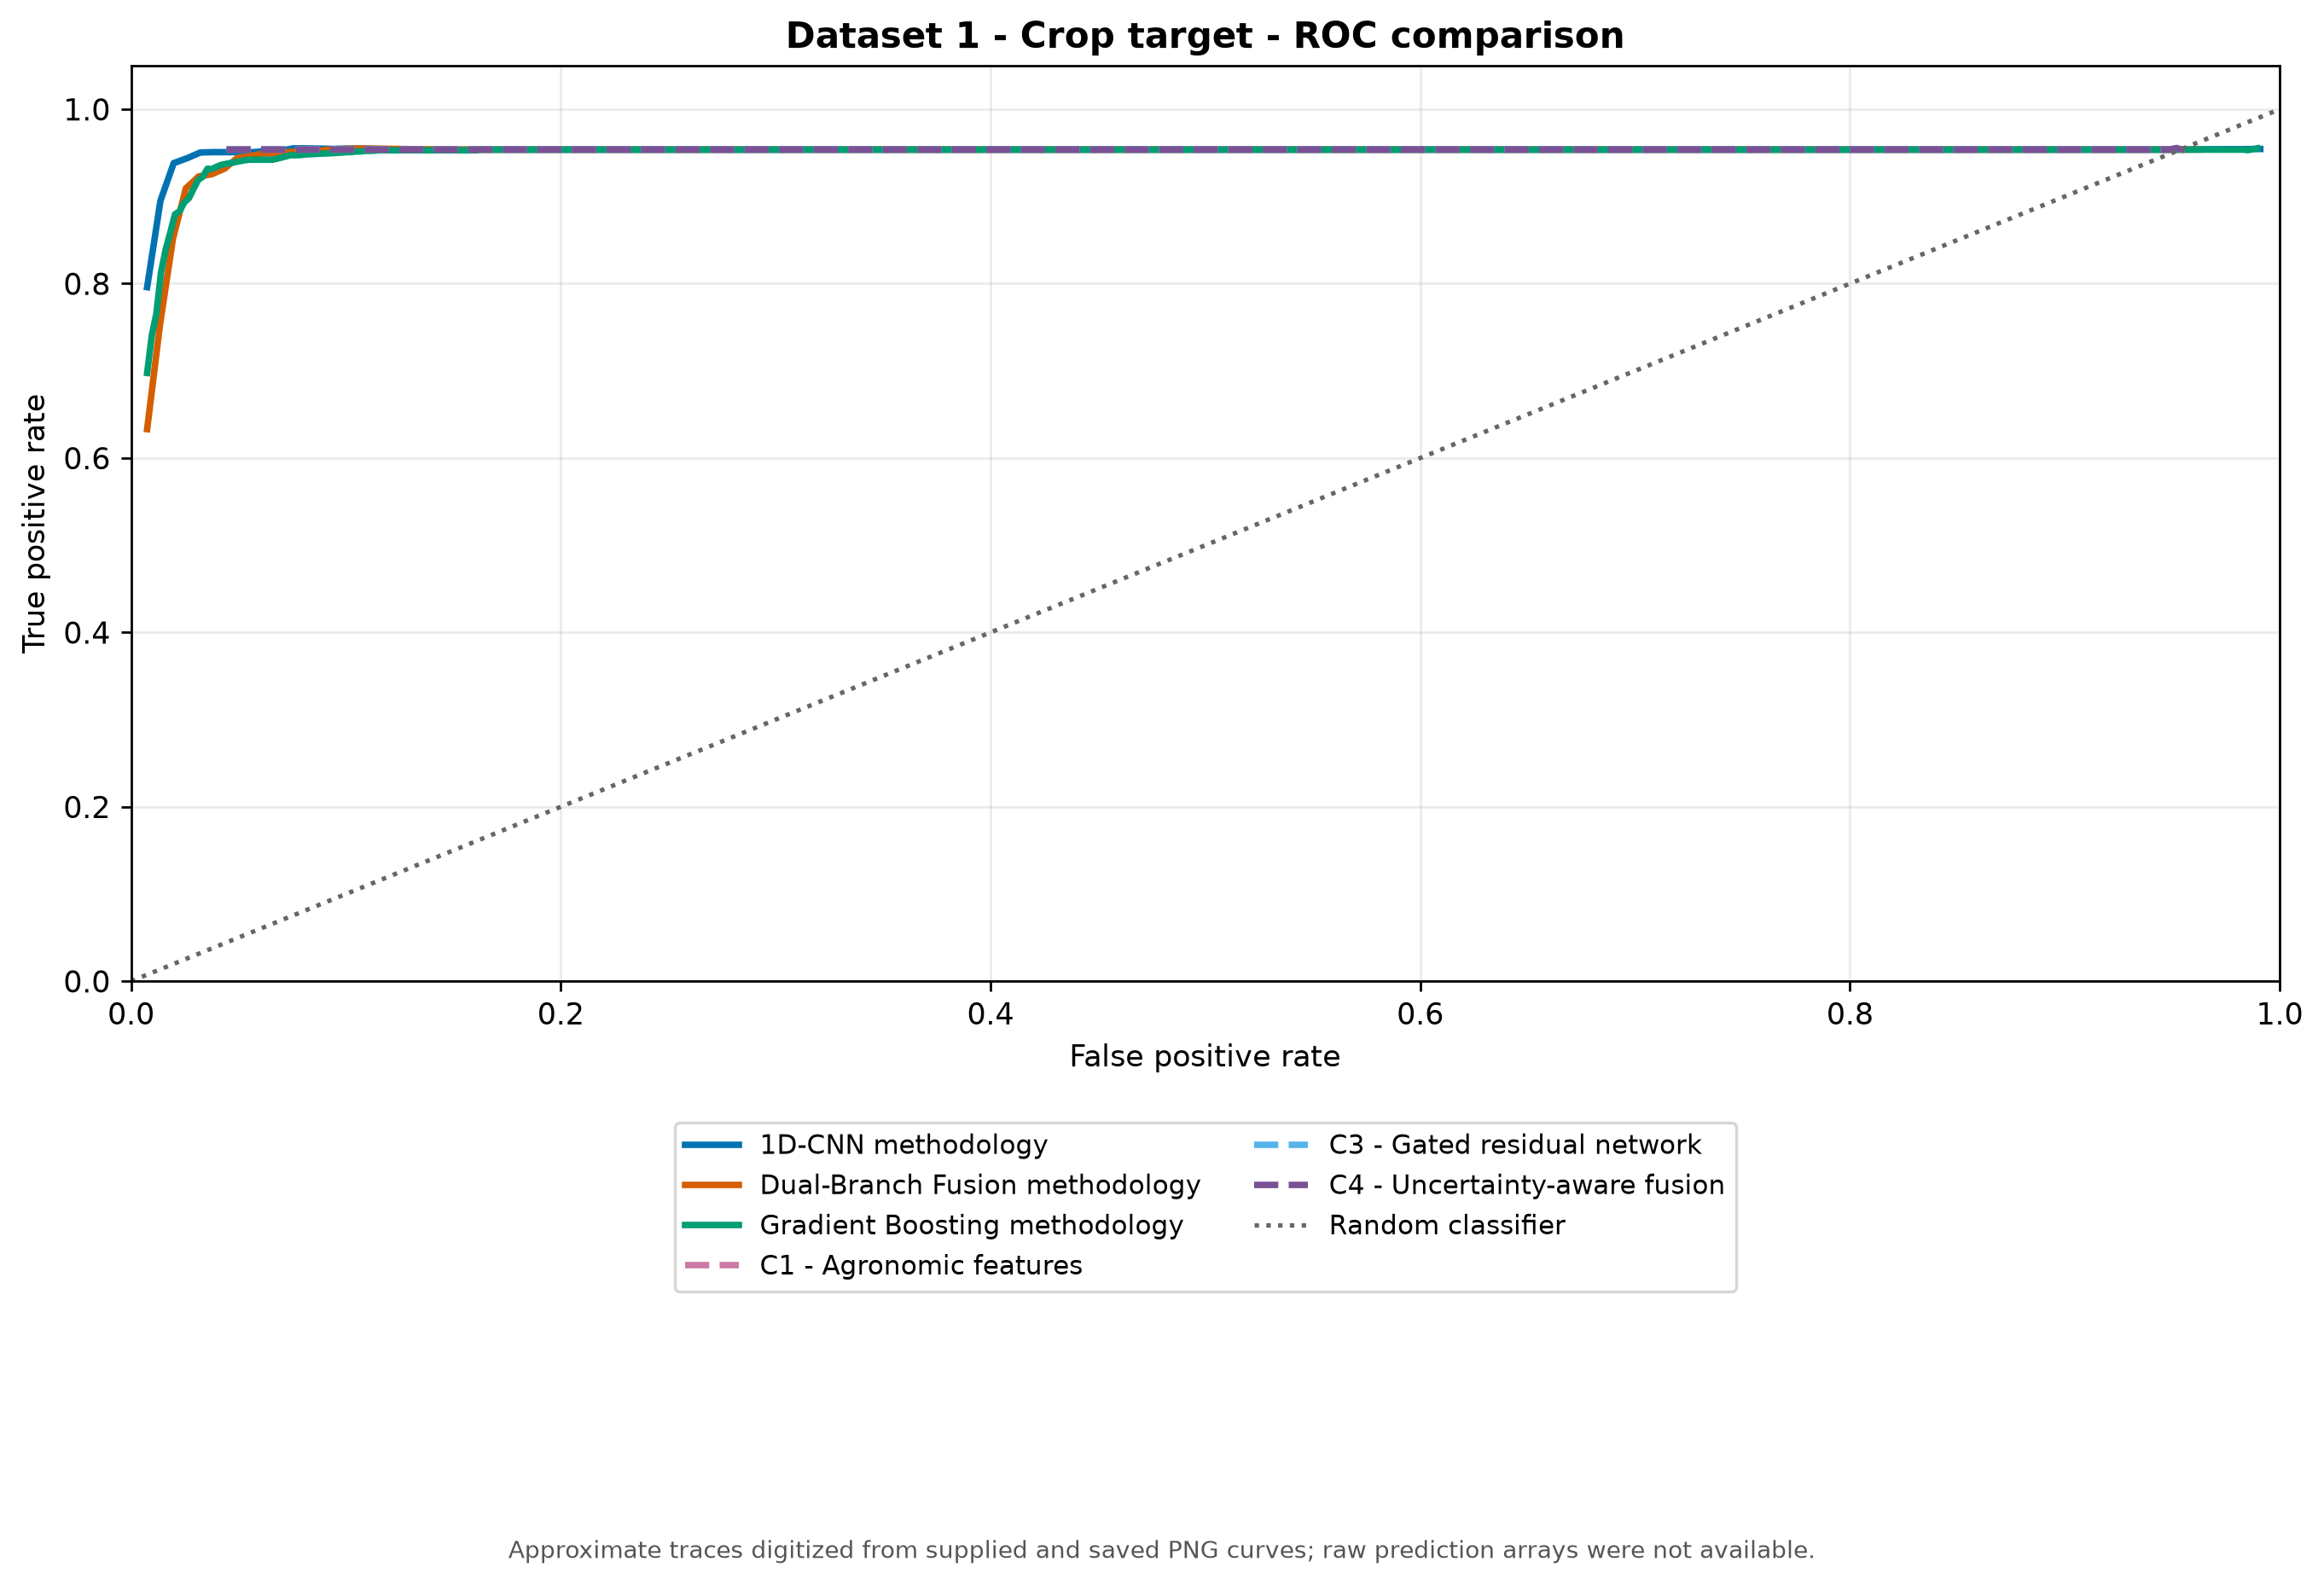 Dataset 1 - Crop target - ROC comparison
1.0
0.8
0.6
0.4
0.2
0.0
True positive rate
0.0 0.2 0.4 0.6 0.8 1.0
False positive rate
1D-CNN methodology
Dual-Branch Fusion methodology
Gradient Boosting methodology
C1 - Agronomic features
C3 - Gated residual network
C4 - Uncertainty-aware fusion
Random classifier
Approximate traces digitized from supplied and saved PNG curves; raw prediction arrays were not available.